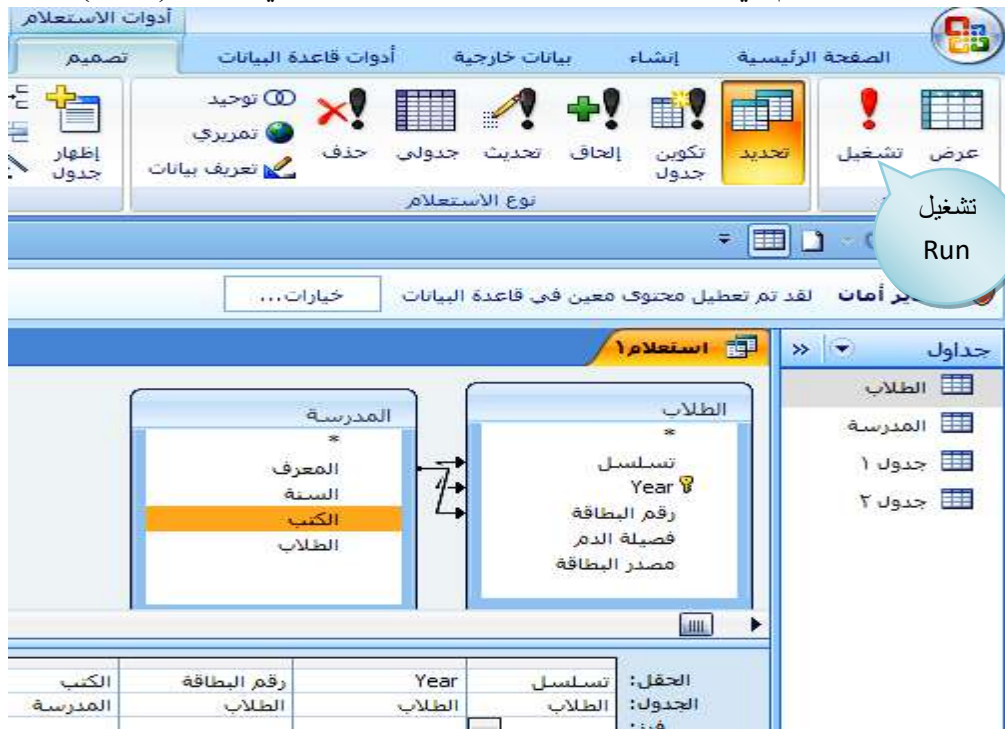 أدوات الاستعلام
الصفحة الرئيسية إنشاء بيانات خارجية أدوات قاعدة البيانات تصميم
عرض تشغيل تحديد تكوين جدول إلحاق تحديث جدولي حذف
توحيد
تمريري
تعريف بيانات
إظهار جدول
نوع الاستعلام
تشغيل
Run
لقد تم تعطيل محتوى معين في قاعدة البيانات خيارات...
جداول «
استعلام١
الطلاب
المدرسة
جدول ١
جدول ٢
الطلاب
*
تسلسل
Year
رقم البطاقة
فصيلة الدم
مصدر البطاقة
المدرسة
*
المعرف
السنة
الكتب
الطلاب
الحقل: تسلسل Year رقم البطاقة الكتب
الجدول: الطلاب الطلاب الطلاب المدرسة